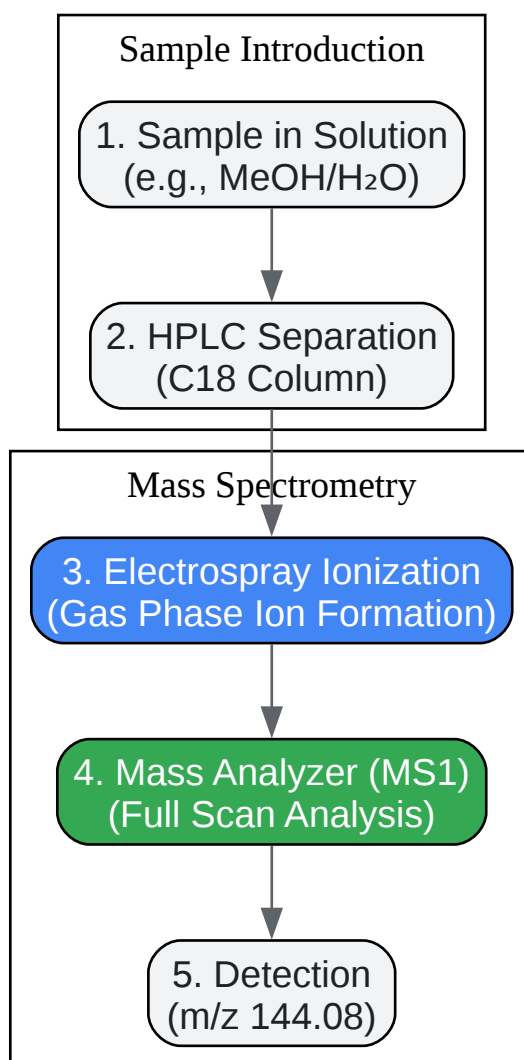 Sample Introduction
1. Sample in Solution
(e.g., MeOH/H₂O)
2. HPLC Separation
(C18 Column)
Mass Spectrometry
3. Electrospray Ionization
(Gas Phase Ion Formation)
4. Mass Analyzer (MS1)
(Full Scan Analysis)
5. Detection
(m/z 144.08)